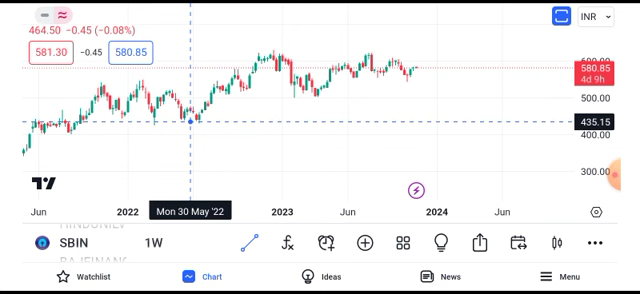 464.50 −0.45 (−0.08%)
INR
581.30 −0.45 580.85
600.00
580.85
4d 9h
500.00
435.15
400.00
300.00
Jun 2022 Mon 30 May '22 2023 Jun 2024 Jun
SBIN 1W
Watchlist Chart Ideas News Menu